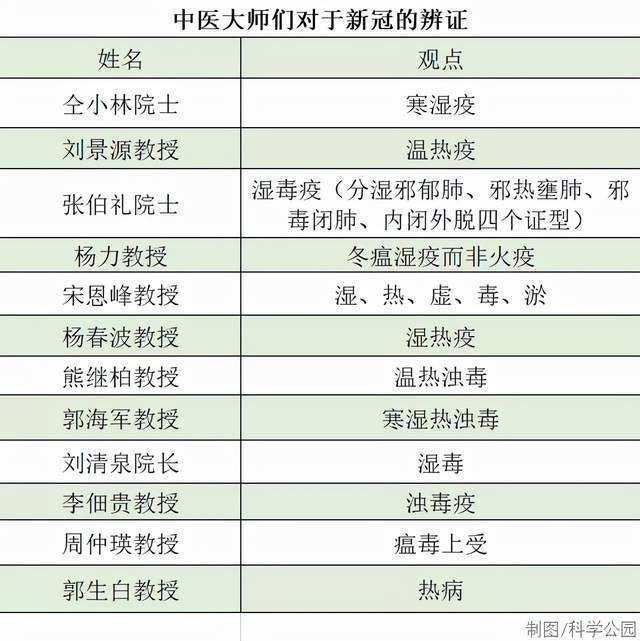 中医大师们对于新冠的辨证
姓名 观点
仝小林院士 寒湿疫
刘景源教授 温热疫
张伯礼院士 湿毒疫（分湿邪郁肺、邪热壅肺、邪
毒闭肺、内闭外脱四个证型）
杨力教授 冬瘟湿疫而非火疫
宋恩峰教授 湿、热、虚、毒、淤
杨春波教授 湿热疫
熊继柏教授 温热浊毒
郭海军教授 寒湿热浊毒
刘清泉院长 湿毒
李佃贵教授 浊毒疫
周仲瑛教授 瘟毒上受
郭生白教授 热病
制图/科学公园